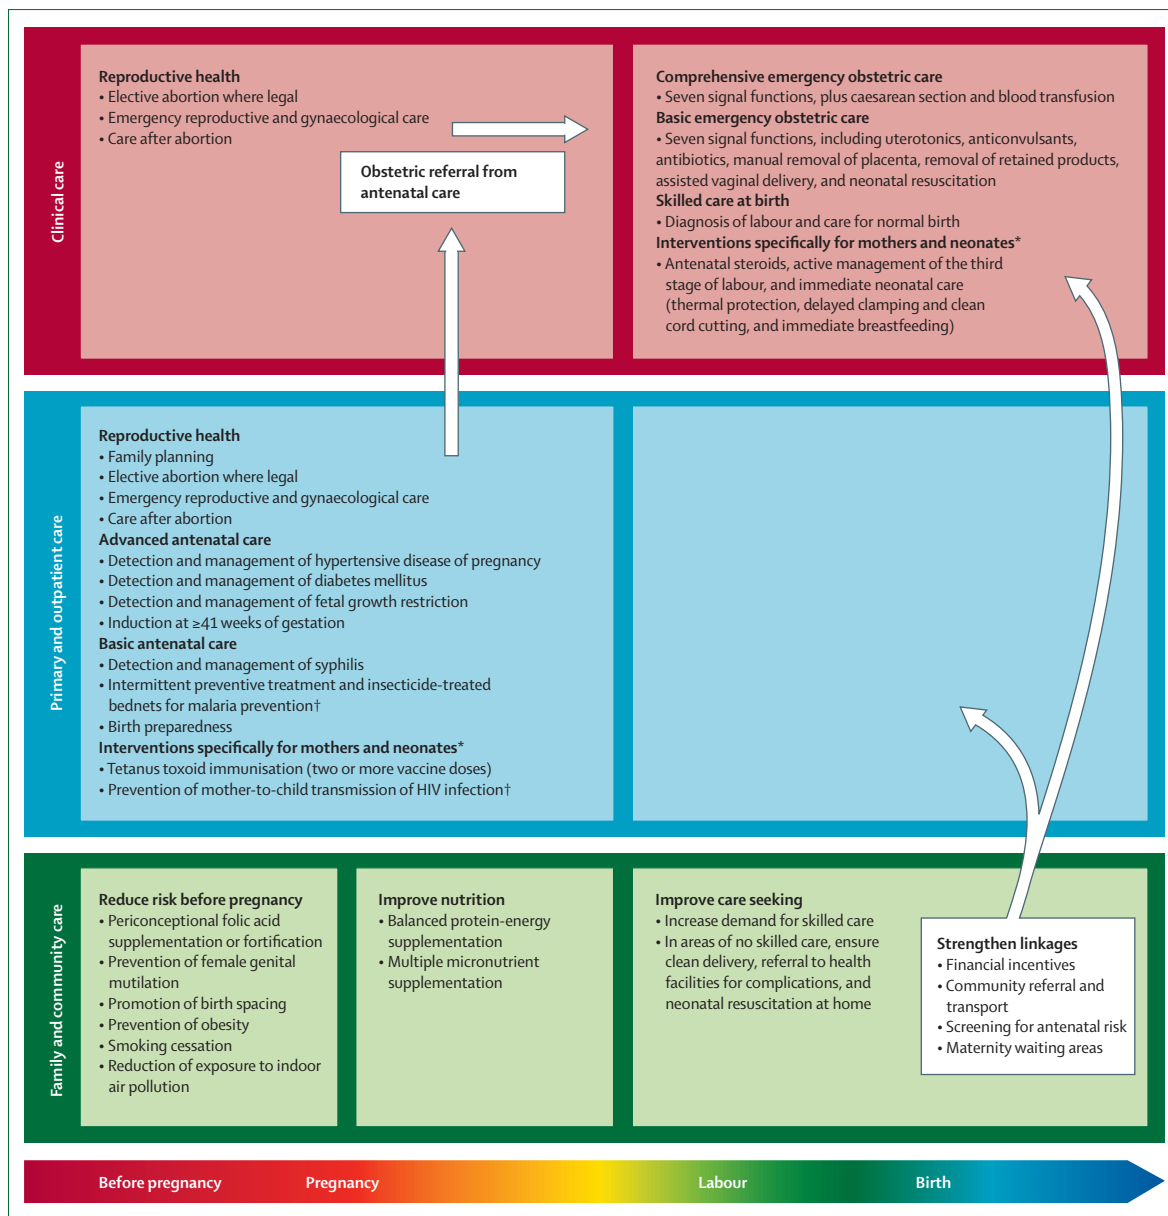 Clinical care
Reproductive health
• Elective abortion where legal
• Emergency reproductive and gynaecological care
• Care after abortion
Obstetric referral from
antenatal care
Comprehensive emergency obstetric care
• Seven signal functions, plus caesarean section and blood transfusion
Basic emergency obstetric care
• Seven signal functions, including uterotonics, anticonvulsants,
antibiotics, manual removal of placenta, removal of retained products,
assisted vaginal delivery, and neonatal resuscitation
Skilled care at birth
• Diagnosis of labour and care for normal birth
Interventions specifically for mothers and neonates*
• Antenatal steroids, active management of the third
stage of labour, and immediate neonatal care
(thermal protection, delayed clamping and clean
cord cutting, and immediate breastfeeding)
Primary and outpatient care
Reproductive health
• Family planning
• Elective abortion where legal
• Emergency reproductive and gynaecological care
• Care after abortion
Advanced antenatal care
• Detection and management of hypertensive disease of pregnancy
• Detection and management of diabetes mellitus
• Detection and management of fetal growth restriction
• Induction at ≥41 weeks of gestation
Basic antenatal care
• Detection and management of syphilis
• Intermittent preventive treatment and insecticide-treated
bednets for malaria prevention†
• Birth preparedness
Interventions specifically for mothers and neonates*
• Tetanus toxoid immunisation (two or more vaccine doses)
• Prevention of mother-to-child transmission of HIV infection†
Family and community care
Reduce risk before pregnancy
• Periconceptional folic acid
supplementation or fortification
• Prevention of female genital
mutilation
• Promotion of birth spacing
• Prevention of obesity
• Smoking cessation
• Reduction of exposure to indoor
air pollution
Improve nutrition
• Balanced protein-energy
supplementation
• Multiple micronutrient
supplementation
Improve care seeking
• Increase demand for skilled care
• In areas of no skilled care, ensure
clean delivery, referral to health
facilities for complications, and
neonatal resuscitation at home
Strengthen linkages
• Financial incentives
• Community referral and
transport
• Screening for antenatal risk
• Maternity waiting areas
Before pregnancy
Pregnancy
Labour
Birth